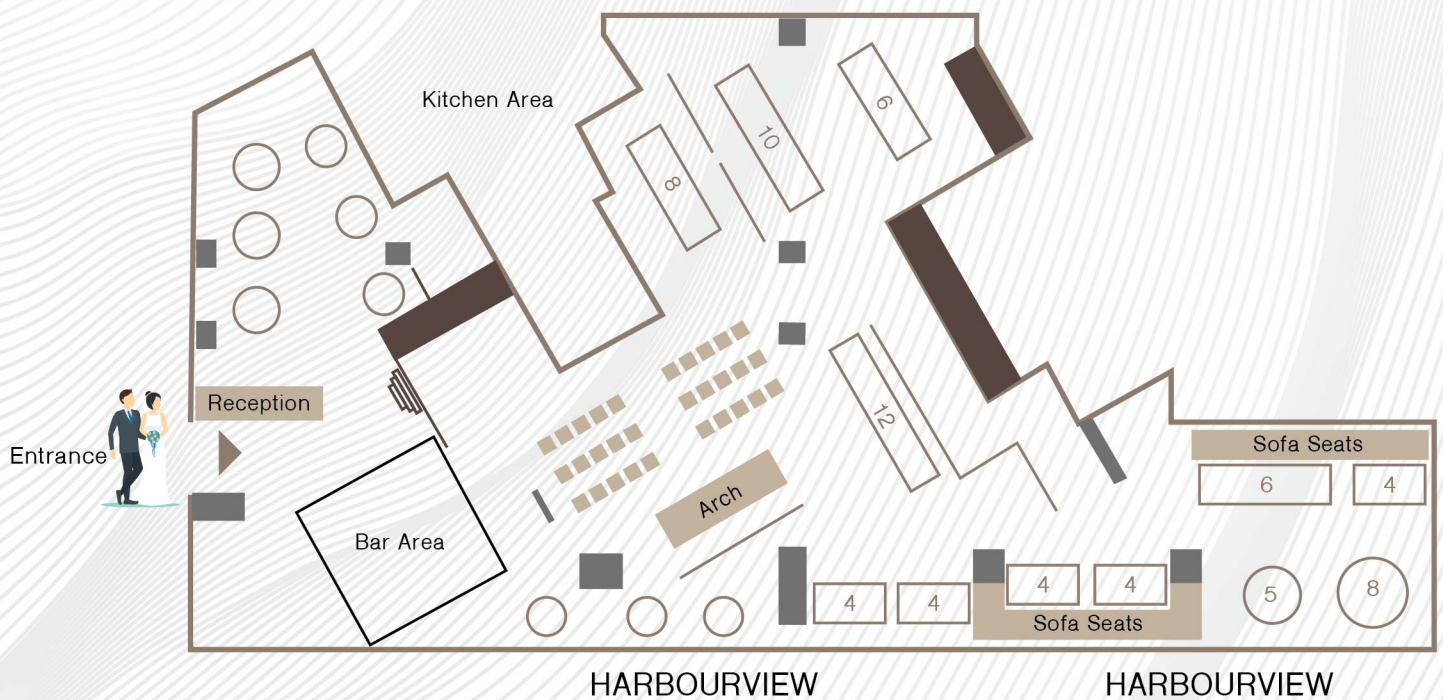 Kitchen Area
6
10
8
Reception
Entrance
12
Sofa Seats
6
4
Arch
Bar Area
4
4
4
4
Sofa Seats
5
8
HARBOURVIEW
HARBOURVIEW